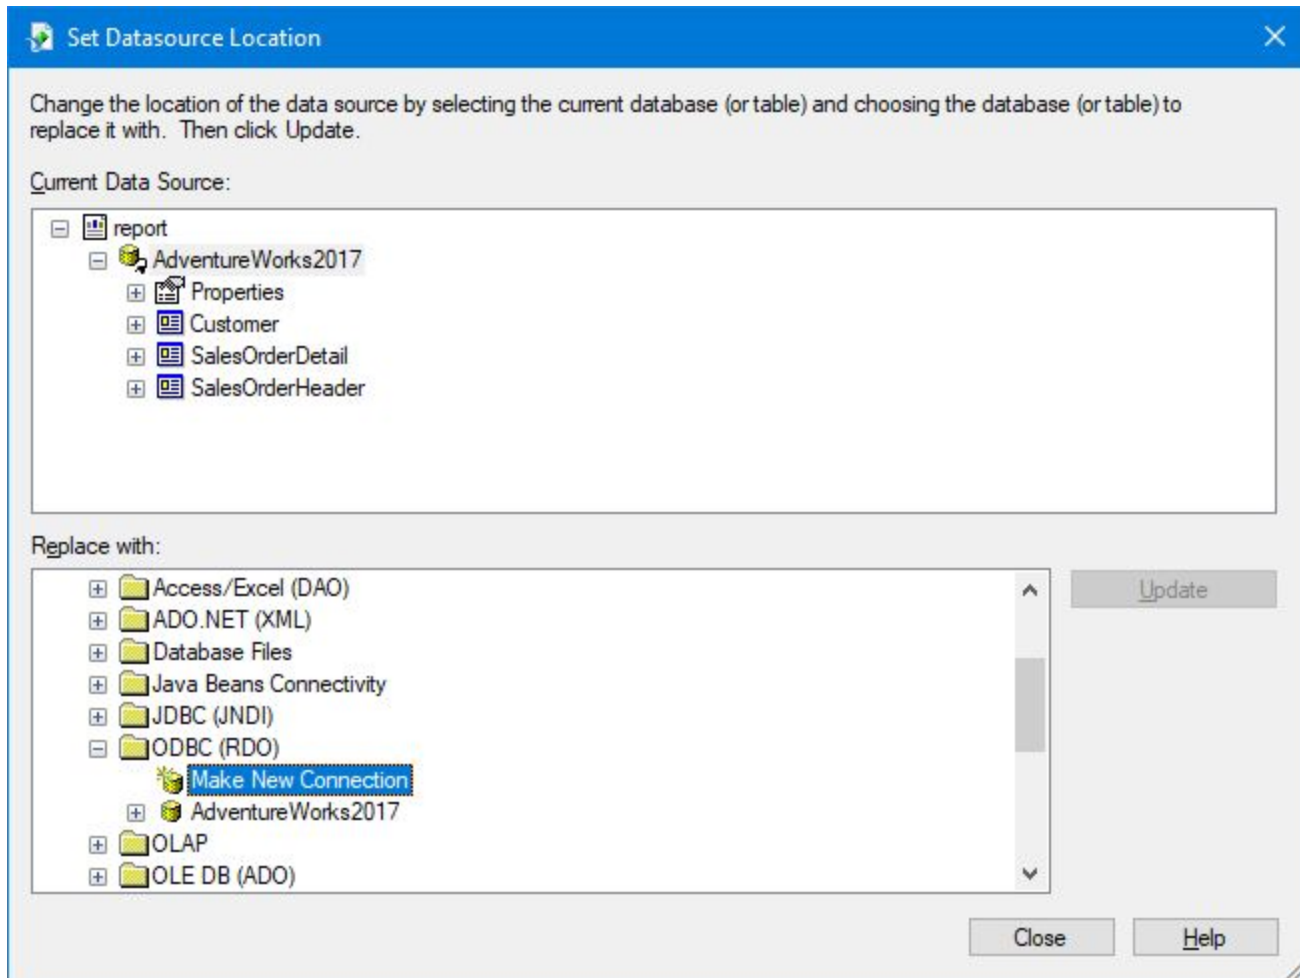 Set Datasource Location
Change the location of the data source by selecting the current database (or table) and choosing the database (or table) to
replace it with. Then click Update.
Current Data Source:
report
AdventureWorks2017
Properties
Customer
SalesOrderDetail
SalesOrderHeader
Replace with:
Access/Excel (DAO)
Update
ADO.NET (XML)
Database Files
Java Beans Connectivity
JDBC (JNDI)
ODBC (RDO)
Make New Connection
AdventureWorks2017
OLAP
OLE DB (ADO)
Close
Help